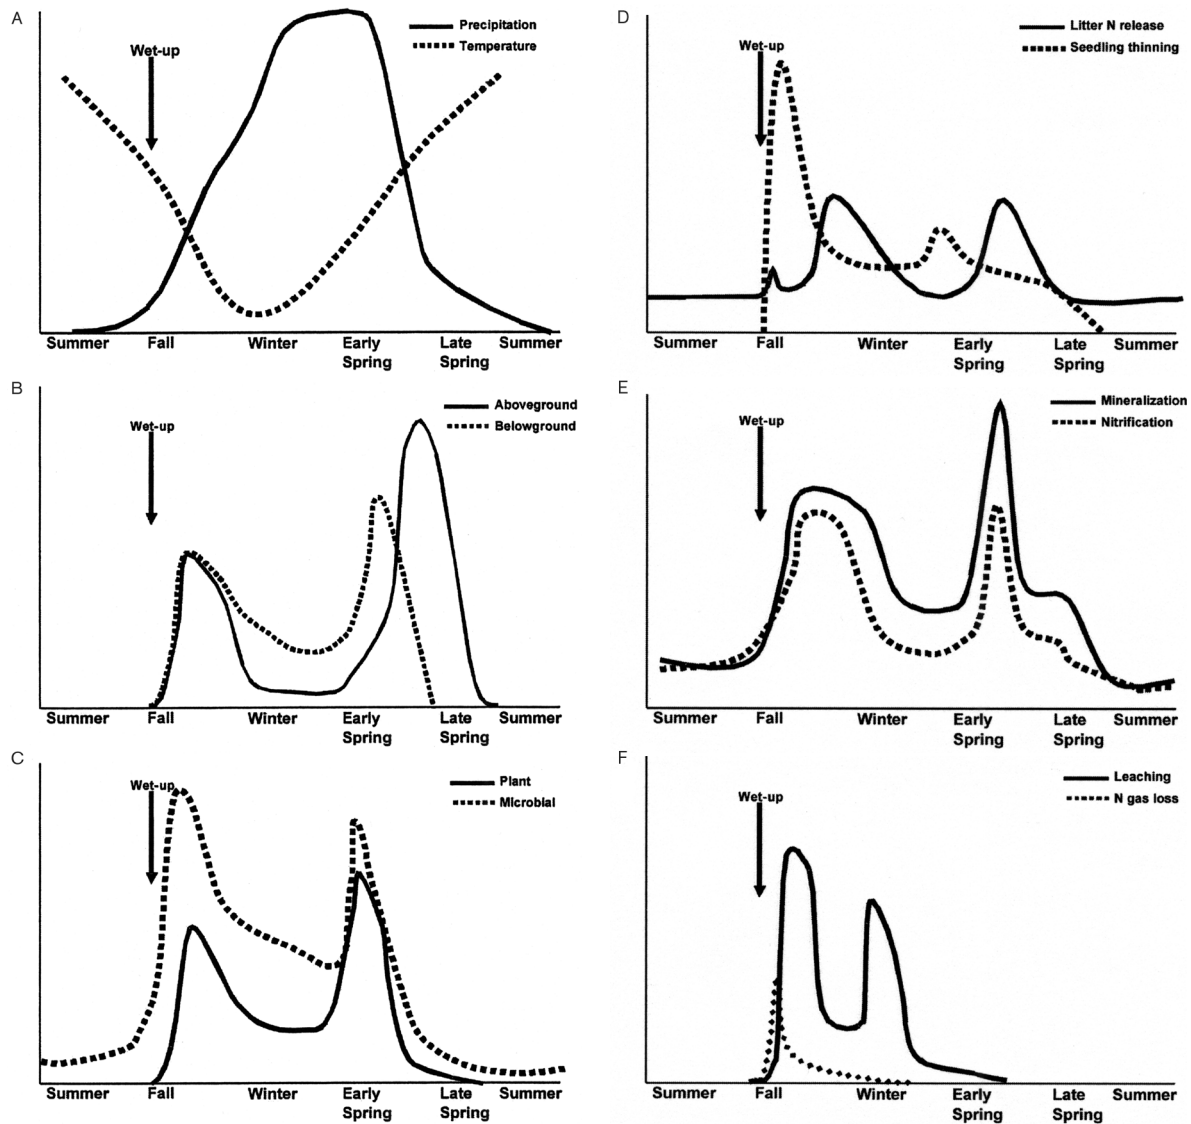 A
Precipitation
Temperature
Wet-up
Summer Fall Winter Early Spring Late Spring Summer
B
Aboveground
Belowground
Wet-up
Summer Fall Winter Early Spring Late Spring Summer
C
Plant
Microbial
Wet-up
Summer Fall Winter Early Spring Late Spring Summer
D
Litter N release
Seedling thinning
Wet-up
Summer Fall Winter Early Spring Late Spring Summer
E
Mineralization
Nitrification
Wet-up
Summer Fall Winter Early Spring Late Spring Summer
F
Leaching
N gas loss
Wet-up
Summer Fall Winter Early Spring Late Spring Summer